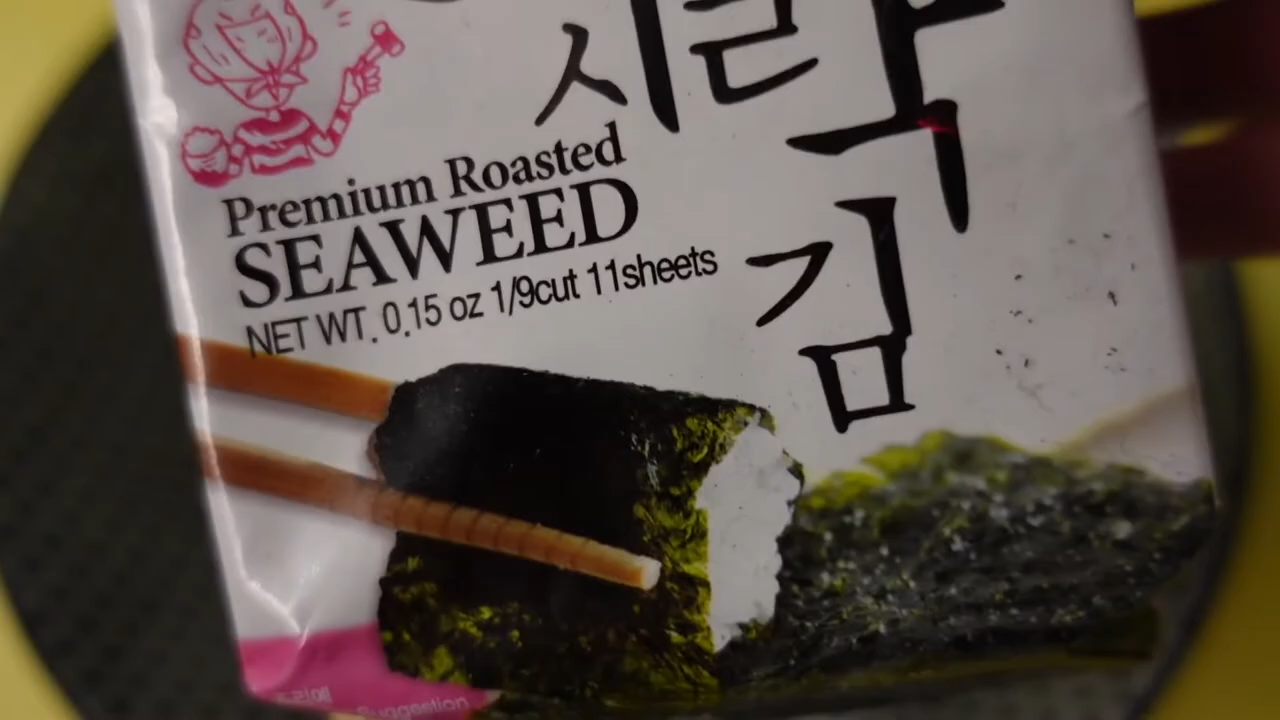 시락
김
Premium Roasted
SEAWEED
NET WT. 0.15 oz 1/9cut 11sheets
Suggestion